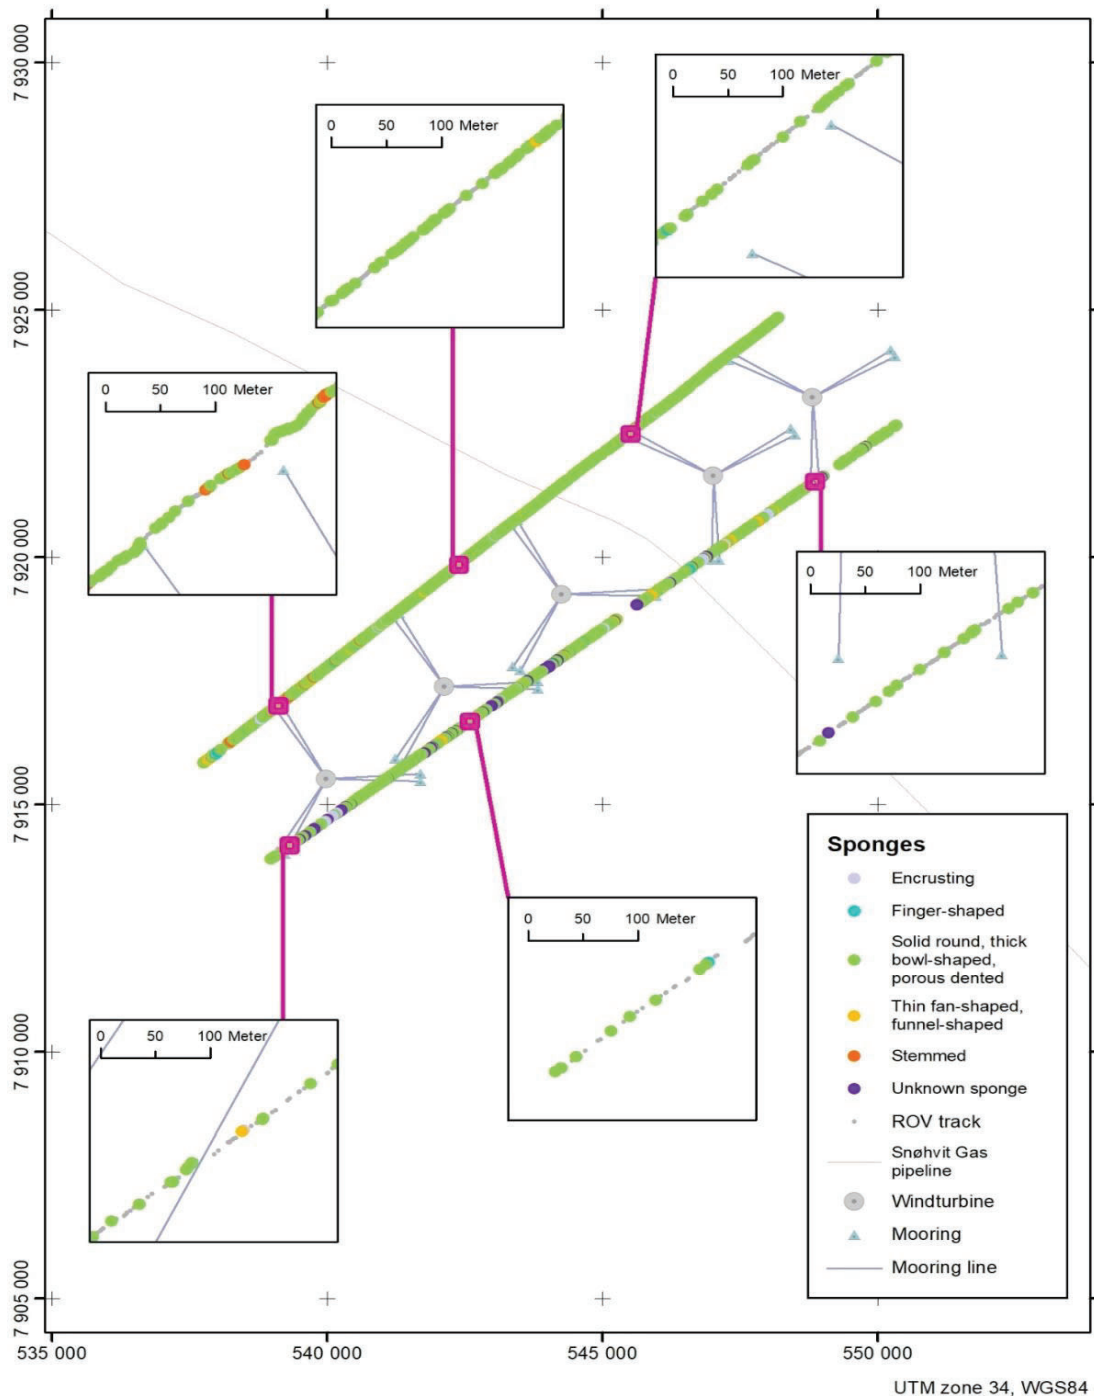 7 930 000
7 925 000
7 920 000
7 915 000
7 910 000
7 905 000
0 50 100 Meter
0 50 100 Meter
0 50 100 Meter
0 50 100 Meter
0 50 100 Meter
0 50 100 Meter
Sponges
Encrusting
Finger-shaped
Solid round, thick
bowl-shaped,
porous dented
Thin fan-shaped,
funnel-shaped
Stemmed
Unknown sponge
ROV track
Snøhvit Gas
pipeline
Windturbine
Mooring
Mooring line
535 000 540 000 545 000 550 000
UTM zone 34, WGS84